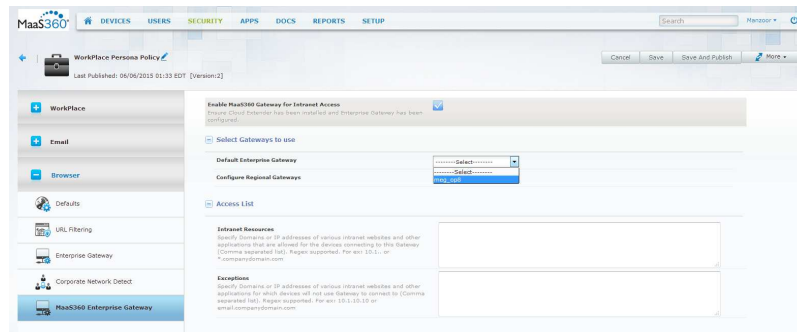 MaaS360 DEVICES USERS SECURITY APPS DOCS REPORTS SETUP Search Manzoor
WorkPlace Persona Policy Cancel Save Save And Publish More
Last Published: 06/06/2015 01:33 EDT [Version:2]
WorkPlace
Email
Browser
Defaults
URL Filtering
Enterprise Gateway
Corporate Network Detect
MaaS360 Enterprise Gateway
Enable MaaS360 Gateway for Intranet Access
Ensure Cloud Extender has been installed and Enterprise Gateway has been
configured.
Select Gateways to use
Default Enterprise Gateway --------Select--------
--------Select--------
Configure Regional Gateways meg_op8
Access List
Intranet Resources
Specify Domains or IP addresses of various intranet websites and other
applications that are allowed for the devices connecting to this Gateway
(Comma separated list). Regex supported. For ex: 10.1.. or
*.companydomain.com
Exceptions
Specify Domains or IP addresses of various intranet websites and other
applications for which devices will not use Gateway to connect to (Comma
separated list). Regex supported. For ex: 10.1.10.10 or
email.companydomain.com